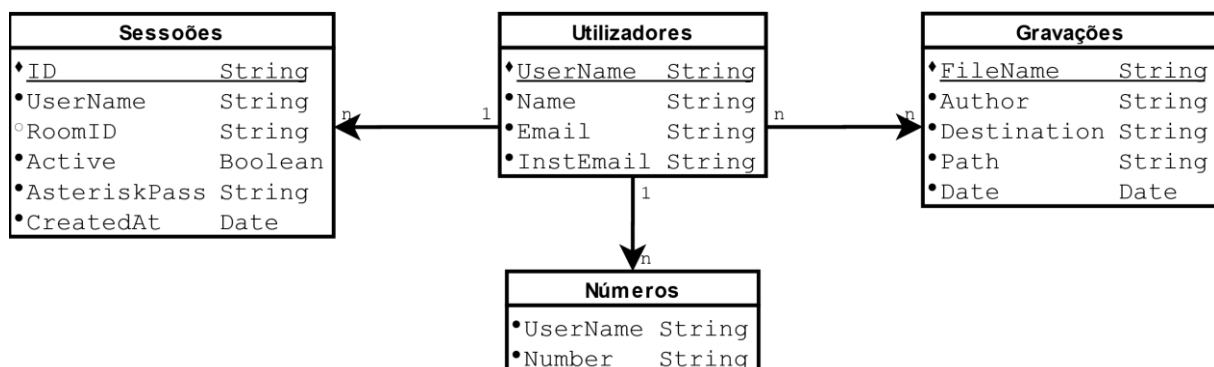 Sessoões
ID String
UserName String
RoomID String
Active Boolean
AsteriskPass String
CreatedAt Date
n 1
Utilizadores
UserName String
Name String
Email String
InstEmail String
n n
Gravações
FileName String
Author String
Destination String
Path String
Date Date
1
n
Números
UserName String
Number String